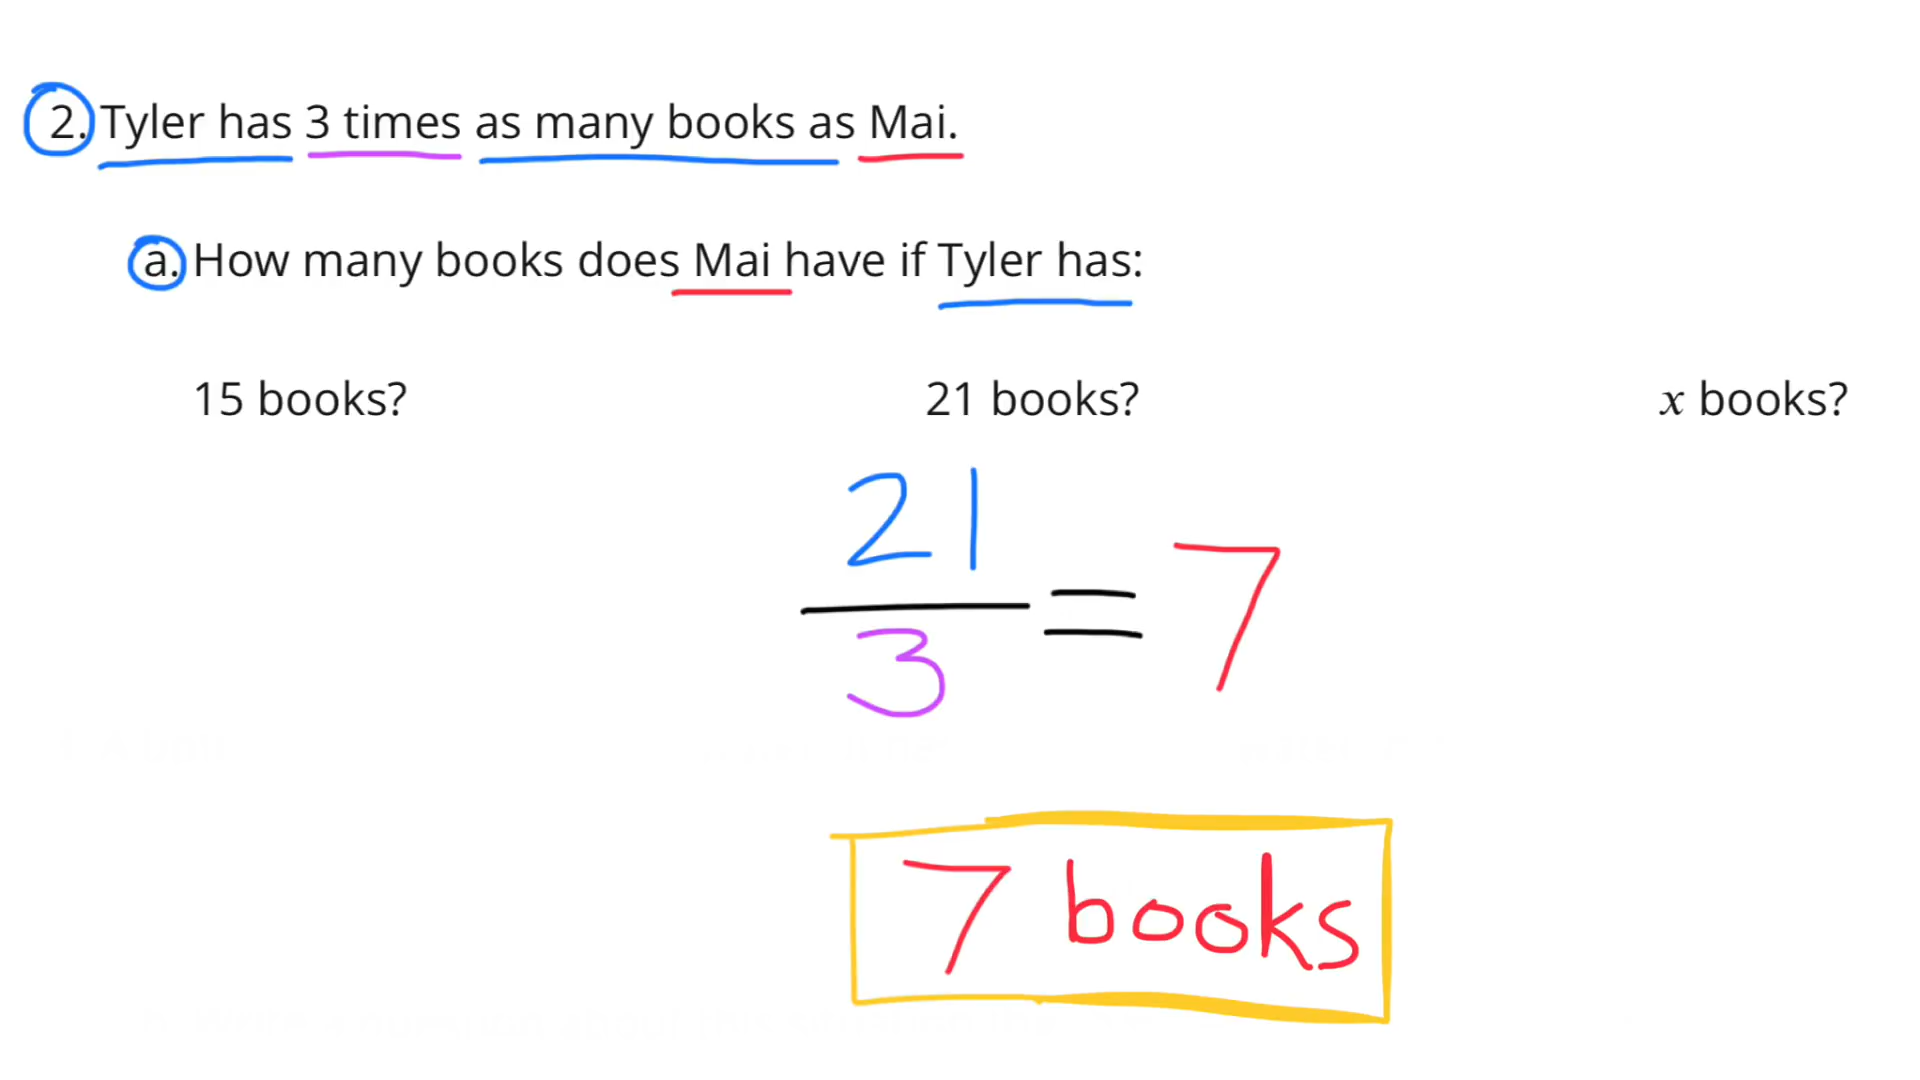 2. Tyler has 3 times as many books as Mai.
a. How many books does Mai have if Tyler has:
15 books? 21 books? x books?
21
3
= 7
7 books